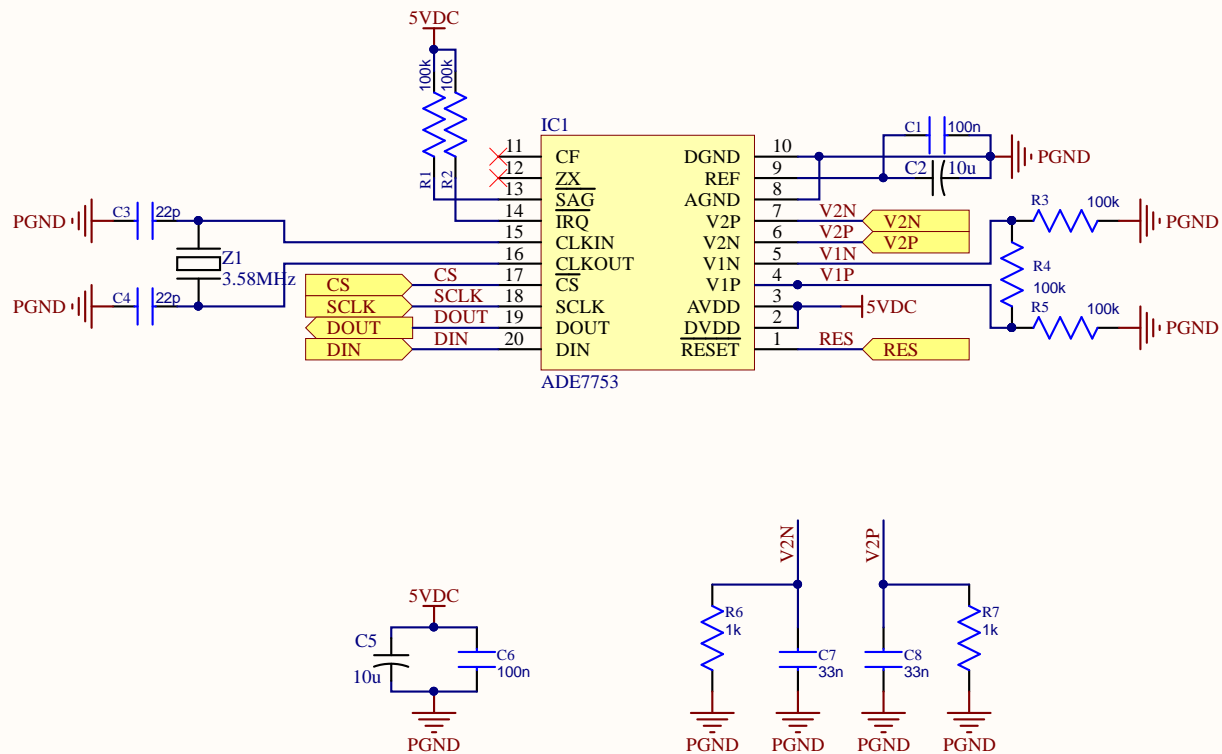 5VDC
100k 100k
R1 R2
IC1
11 CF DGND 10
12 ZX REF 9
13 SAG AGND 8
14 IRQ V2P 7 V2N V2N
15 CLKIN V2N 6 V2P V2P
16 CLKOUT V1N 5 V1N
CS CS 17 CS V1P 4 V1P
SCLK SCLK 18 SCLK AVDD 3 5VDC
DOUT DOUT 19 DOUT DVDD 2
DIN DIN 20 DIN RESET 1 RES RES
ADE7753
C1 100n
C2 10u
PGND
PGND C3 22p
Z1
3.58MHz
PGND C4 22p
R3 100k
PGND
R4
100k
R5 100k
PGND
5VDC
C5
10u
C6
100n
PGND
V2N
V2P
R6
1k
C7
33n
C8
33n
R7
1k
PGND PGND PGND PGND